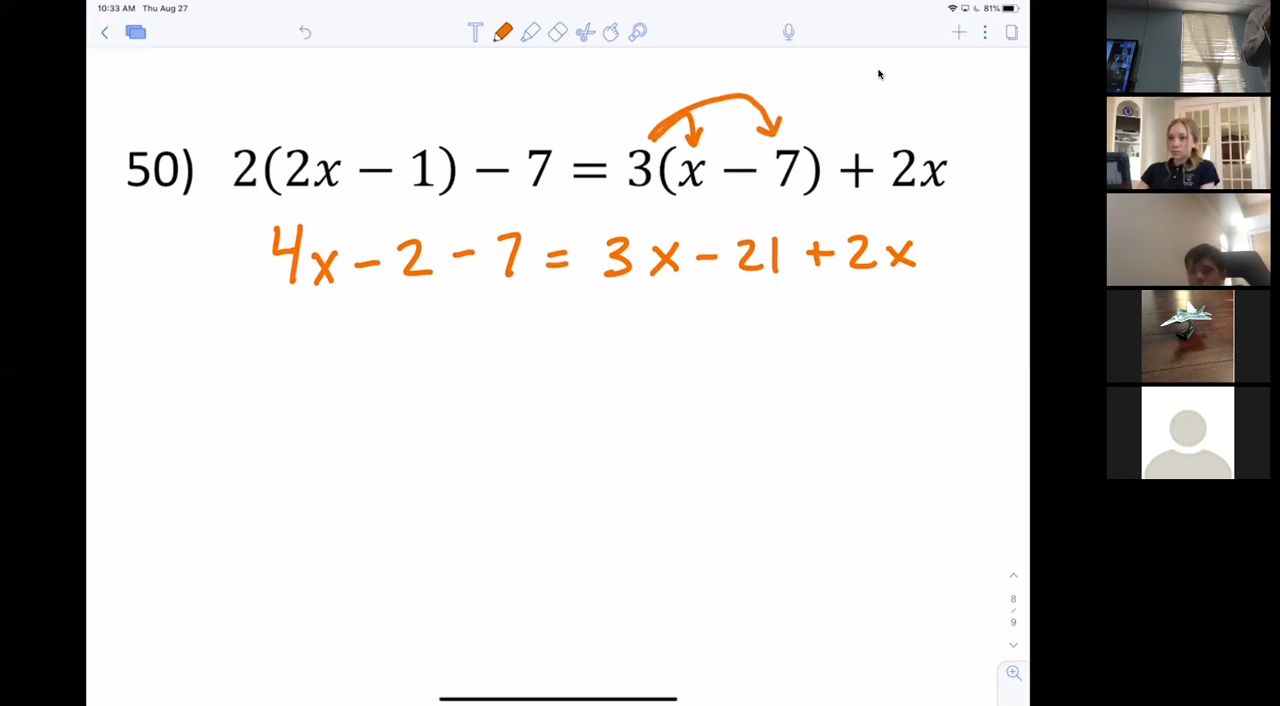 10:33 AM Thu Aug 27
81%
T
50) 2(2x − 1) − 7 = 3(x − 7) + 2x
4x - 2 - 7 = 3x - 21 + 2x
8
/
9